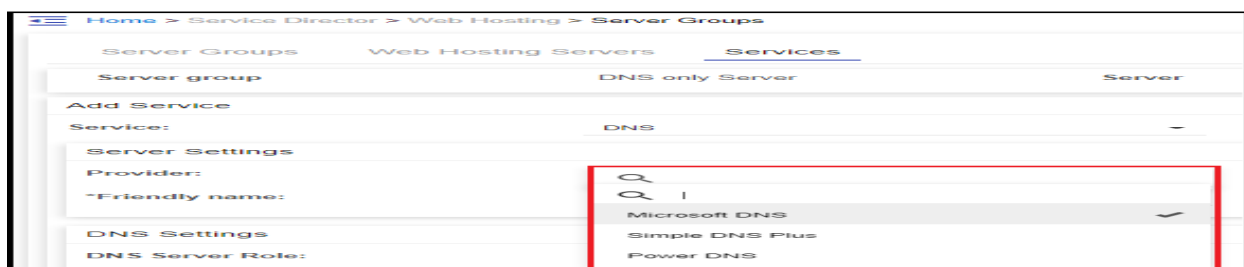 Home > Service Director > Web Hosting > Server Groups
Server Groups Web Hosting Servers Services
Server group DNS only Server Server
Add Service
Service: DNS
Server Settings
Provider:
*Friendly name:
Microsoft DNS
DNS Settings Simple DNS Plus
DNS Server Role: Power DNS